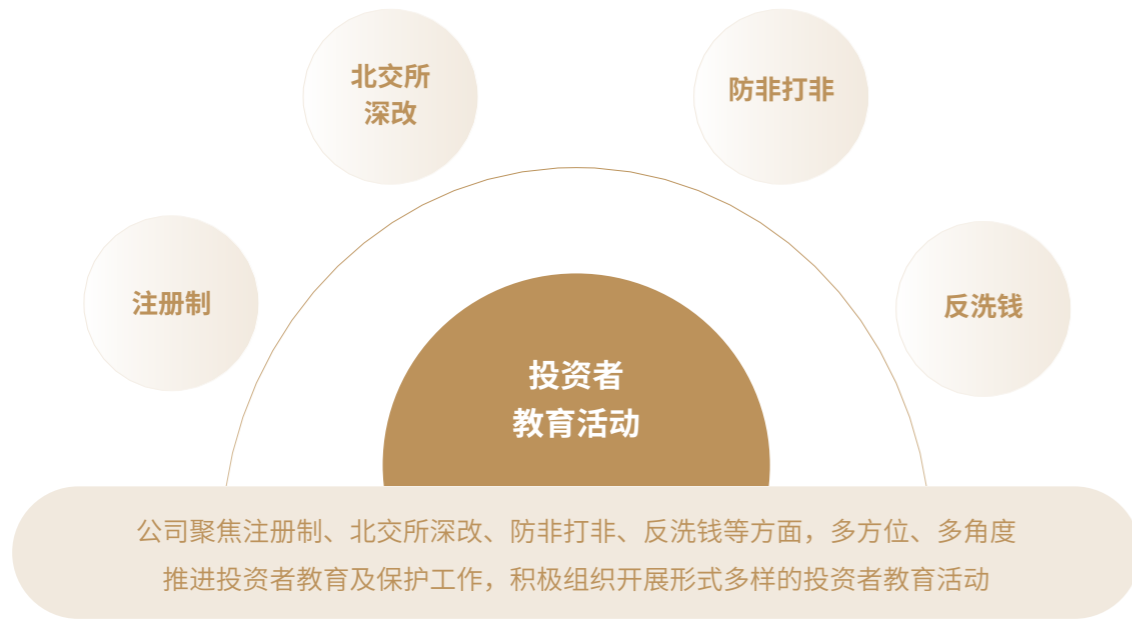 北交所
深改
防非打非
注册制
反洗钱
投资者
教育活动
公司聚焦注册制、北交所深改、防非打非、反洗钱等方面，多方位、多角度
推进投资者教育及保护工作，积极组织开展形式多样的投资者教育活动